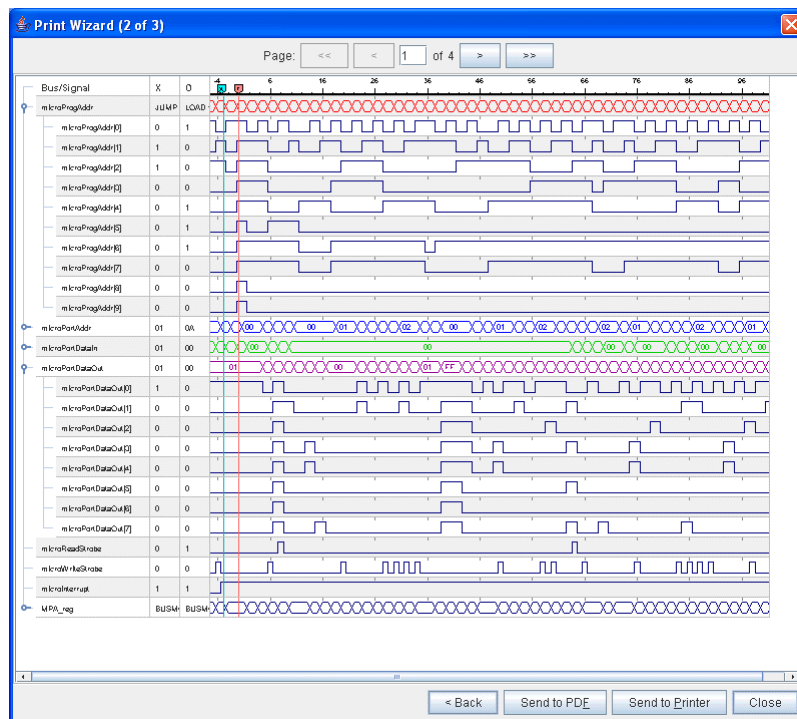 Print Wizard (2 of 3)
Page: << < 1 of 4 > >>
Bus/Signal X O -4 6 16 26 36 46 56 66 76 86 96
X T
microProgAddr JUMP LOAD
microProgAddr[0] 0 1
microProgAddr[1] 1 0
microProgAddr[2] 1 0
microProgAddr[3] 0 0
microProgAddr[4] 0 1
microProgAddr[5] 0 1
microProgAddr[6] 0 1
microProgAddr[7] 0 0
microProgAddr[8] 0 0
microProgAddr[9] 0 0
microPortAddr 01 0A 00 00 01 02 00 01 02 02 01 02 01
microPortDataIn 01 00 00 00 00 00 00 00
microPortDataOut 01 00 01 00 01 FF
microPortDataOut[0] 1 0
microPortDataOut[1] 0 0
microPortDataOut[2] 0 0
microPortDataOut[3] 0 0
microPortDataOut[4] 0 0
microPortDataOut[5] 0 0
microPortDataOut[6] 0 0
microPortDataOut[7] 0 0
microReadStrobe 0 1
microWriteStrobe 0 0
microInterrupt 1 1
MPA_reg BUSM BUSM
< Back Send to PDF Send to Printer Close